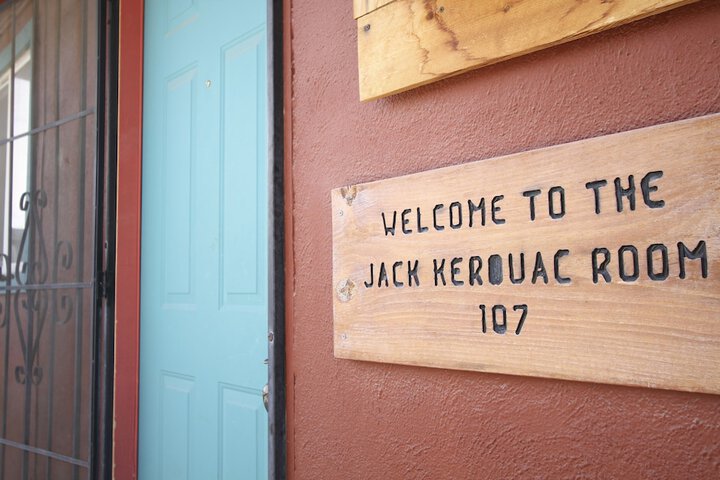 WELCOME TO THE
JACK KEROUAC ROOM
107